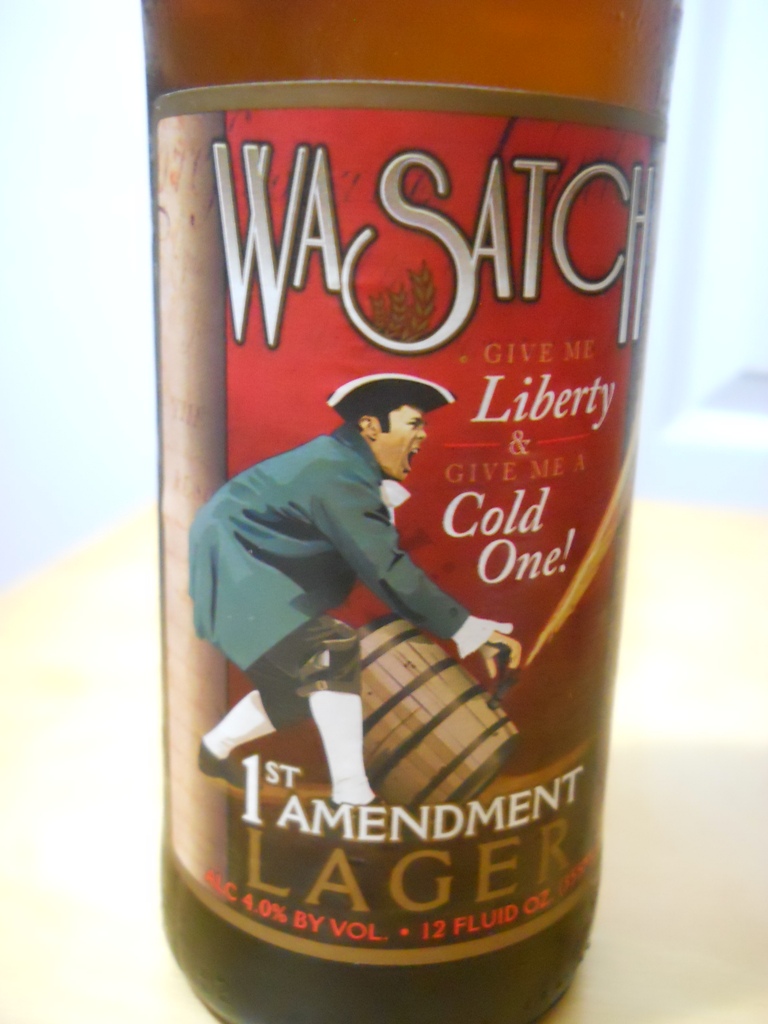 WASATCH
GIVE ME
Liberty
&
GIVE ME A
Cold
One!
1ST AMENDMENT
LAGER
ALC 4.0% BY VOL. • 12 FLUID OZ.